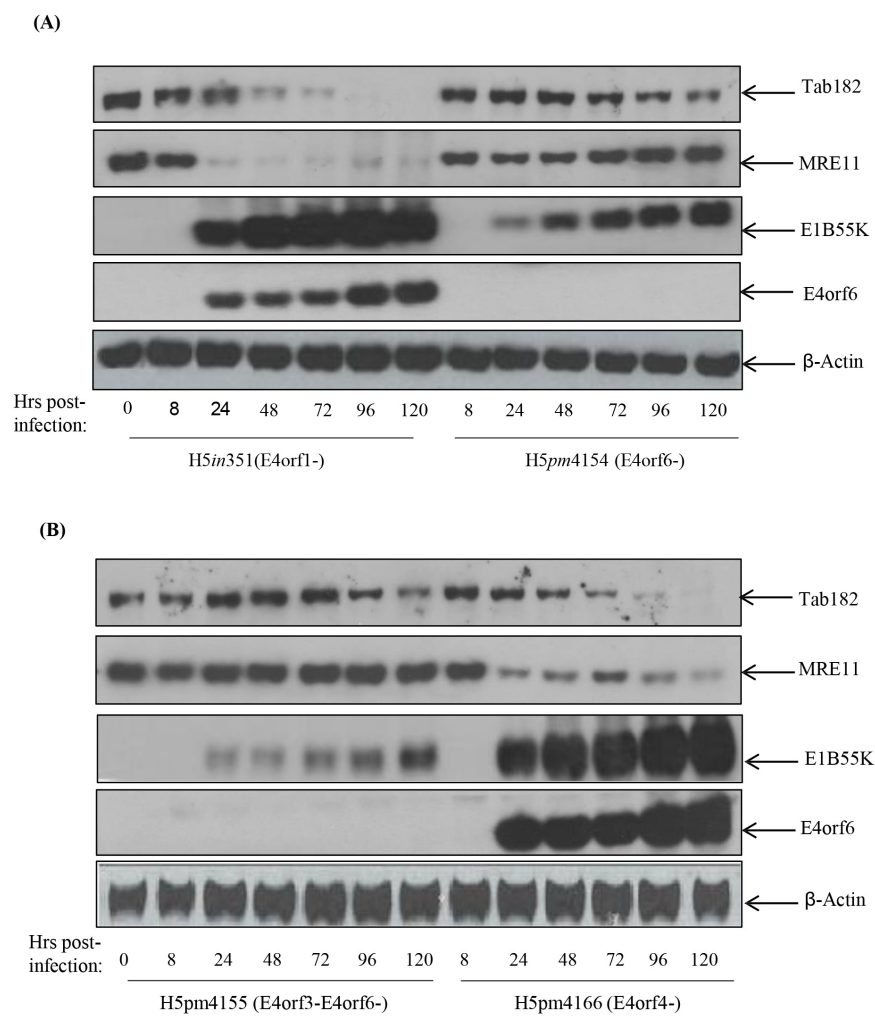 (A)
Tab182
MRE11
E1B55K
E4orf6
β-Actin
Hrs post-
infection:
0 8 24 48 72 96 120 8 24 48 72 96 120
H5in351(E4orf1-) H5pm4154 (E4orf6-)
(B)
Tab182
MRE11
E1B55K
E4orf6
β-Actin
Hrs post-
infection:
0 8 24 48 72 96 120 8 24 48 72 96 120
H5pm4155 (E4orf3-E4orf6-) H5pm4166 (E4orf4-)